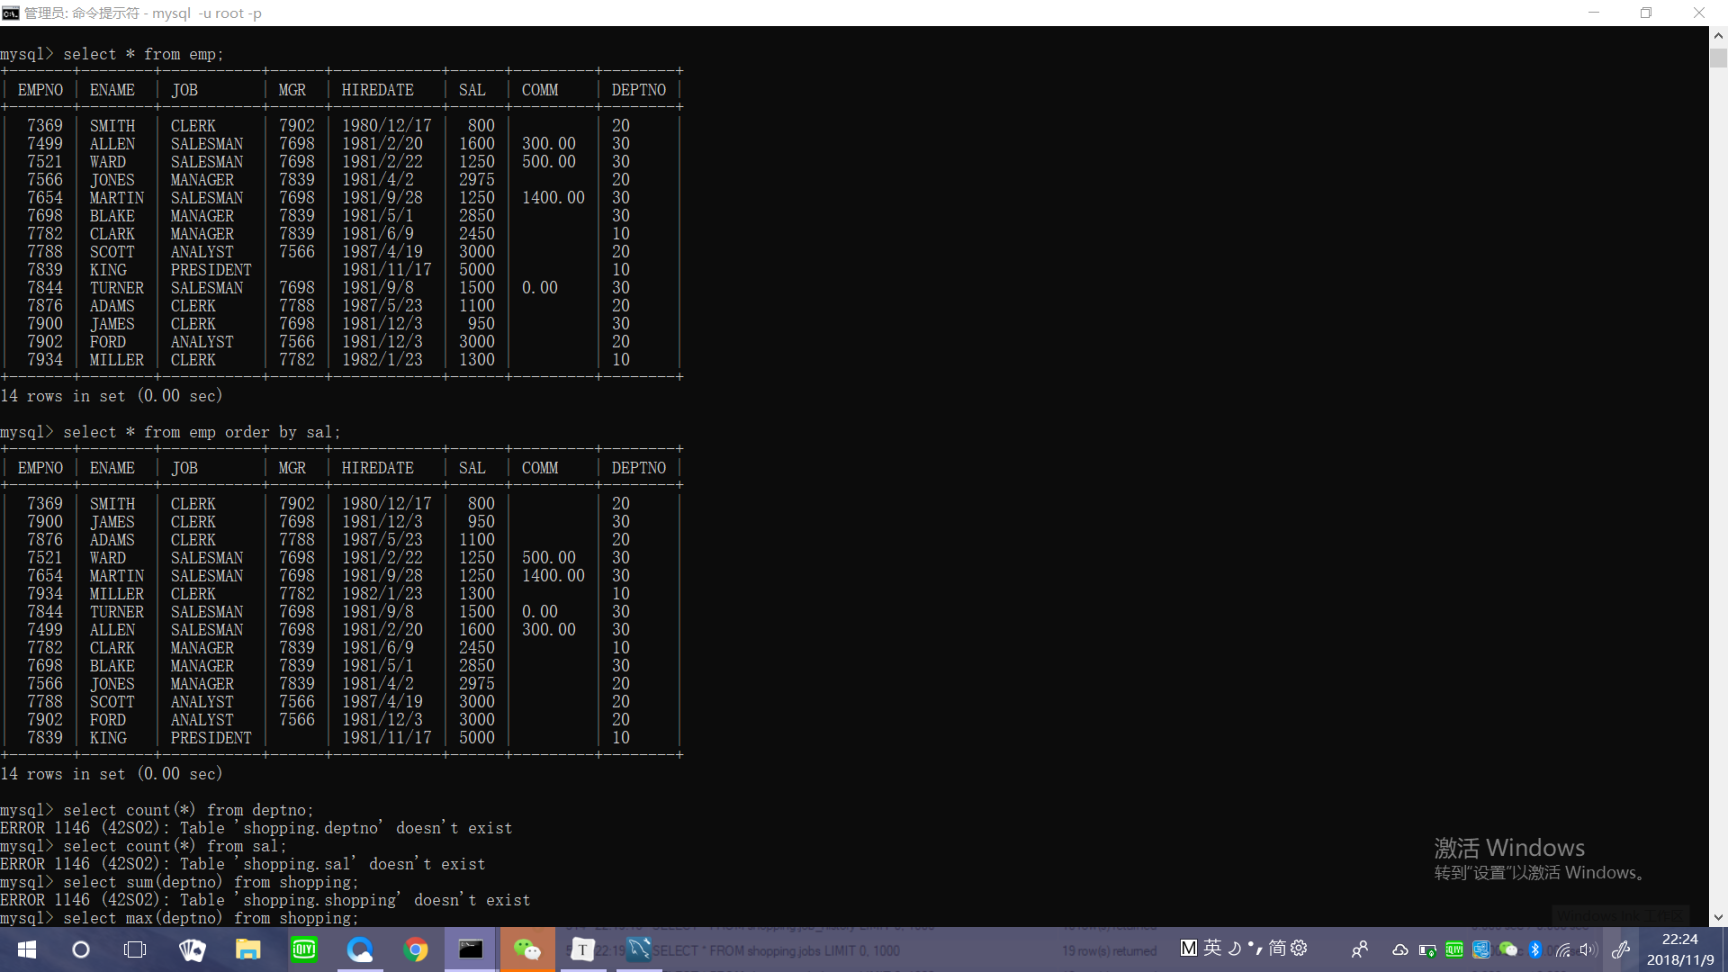 管理员: 命令提示符 - mysql  -u root -p
mysql> select * from emp;
| EMPNO | ENAME  | JOB       | MGR  | HIREDATE   | SAL  | COMM    | DEPTNO |
| 7369 | SMITH  | CLERK     | 7902 | 1980/12/17 |  800 |         | 20     |
| 7499 | ALLEN  | SALESMAN  | 7698 | 1981/2/20  | 1600 | 300.00  | 30     |
| 7521 | WARD   | SALESMAN  | 7698 | 1981/2/22  | 1250 | 500.00  | 30     |
| 7566 | JONES  | MANAGER   | 7839 | 1981/4/2   | 2975 |         | 20     |
| 7654 | MARTIN | SALESMAN  | 7698 | 1981/9/28  | 1250 | 1400.00 | 30     |
| 7698 | BLAKE  | MANAGER   | 7839 | 1981/5/1   | 2850 |         | 30     |
| 7782 | CLARK  | MANAGER   | 7839 | 1981/6/9   | 2450 |         | 10     |
| 7788 | SCOTT  | ANALYST   | 7566 | 1987/4/19  | 3000 |         | 20     |
| 7839 | KING   | PRESIDENT |      | 1981/11/17 | 5000 |         | 10     |
| 7844 | TURNER | SALESMAN  | 7698 | 1981/9/8   | 1500 | 0.00    | 30     |
| 7876 | ADAMS  | CLERK     | 7788 | 1987/5/23  | 1100 |         | 20     |
| 7900 | JAMES  | CLERK     | 7698 | 1981/12/3  |  950 |         | 30     |
| 7902 | FORD   | ANALYST   | 7566 | 1981/12/3  | 3000 |         | 20     |
| 7934 | MILLER | CLERK     | 7782 | 1982/1/23  | 1300 |         | 10     |
14 rows in set (0.00 sec)
mysql> select * from emp order by sal;
| EMPNO | ENAME  | JOB       | MGR  | HIREDATE   | SAL  | COMM    | DEPTNO |
| 7369 | SMITH  | CLERK     | 7902 | 1980/12/17 |  800 |         | 20     |
| 7900 | JAMES  | CLERK     | 7698 | 1981/12/3  |  950 |         | 30     |
| 7876 | ADAMS  | CLERK     | 7788 | 1987/5/23  | 1100 |         | 20     |
| 7521 | WARD   | SALESMAN  | 7698 | 1981/2/22  | 1250 | 500.00  | 30     |
| 7654 | MARTIN | SALESMAN  | 7698 | 1981/9/28  | 1250 | 1400.00 | 30     |
| 7934 | MILLER | CLERK     | 7782 | 1982/1/23  | 1300 |         | 10     |
| 7844 | TURNER | SALESMAN  | 7698 | 1981/9/8   | 1500 | 0.00    | 30     |
| 7499 | ALLEN  | SALESMAN  | 7698 | 1981/2/20  | 1600 | 300.00  | 30     |
| 7782 | CLARK  | MANAGER   | 7839 | 1981/6/9   | 2450 |         | 10     |
| 7698 | BLAKE  | MANAGER   | 7839 | 1981/5/1   | 2850 |         | 30     |
| 7566 | JONES  | MANAGER   | 7839 | 1981/4/2   | 2975 |         | 20     |
| 7788 | SCOTT  | ANALYST   | 7566 | 1987/4/19  | 3000 |         | 20     |
| 7902 | FORD   | ANALYST   | 7566 | 1981/12/3  | 3000 |         | 20     |
| 7839 | KING   | PRESIDENT |      | 1981/11/17 | 5000 |         | 10     |
14 rows in set (0.00 sec)
mysql> select count(*) from deptno;
ERROR 1146 (42S02): Table 'shopping.deptno' doesn't exist
mysql> select count(*) from sal;
ERROR 1146 (42S02): Table 'shopping.sal' doesn't exist
mysql> select sum(deptno) from shopping;
ERROR 1146 (42S02): Table 'shopping.shopping' doesn't exist
mysql> select max(deptno) from shopping;
激活 Windows
转到"设置"以激活 Windows。
SELECT * FROM shopping.jobs LIMIT 0, 1000
19 row(s) returned
M 英 简
22:24
2018/11/9